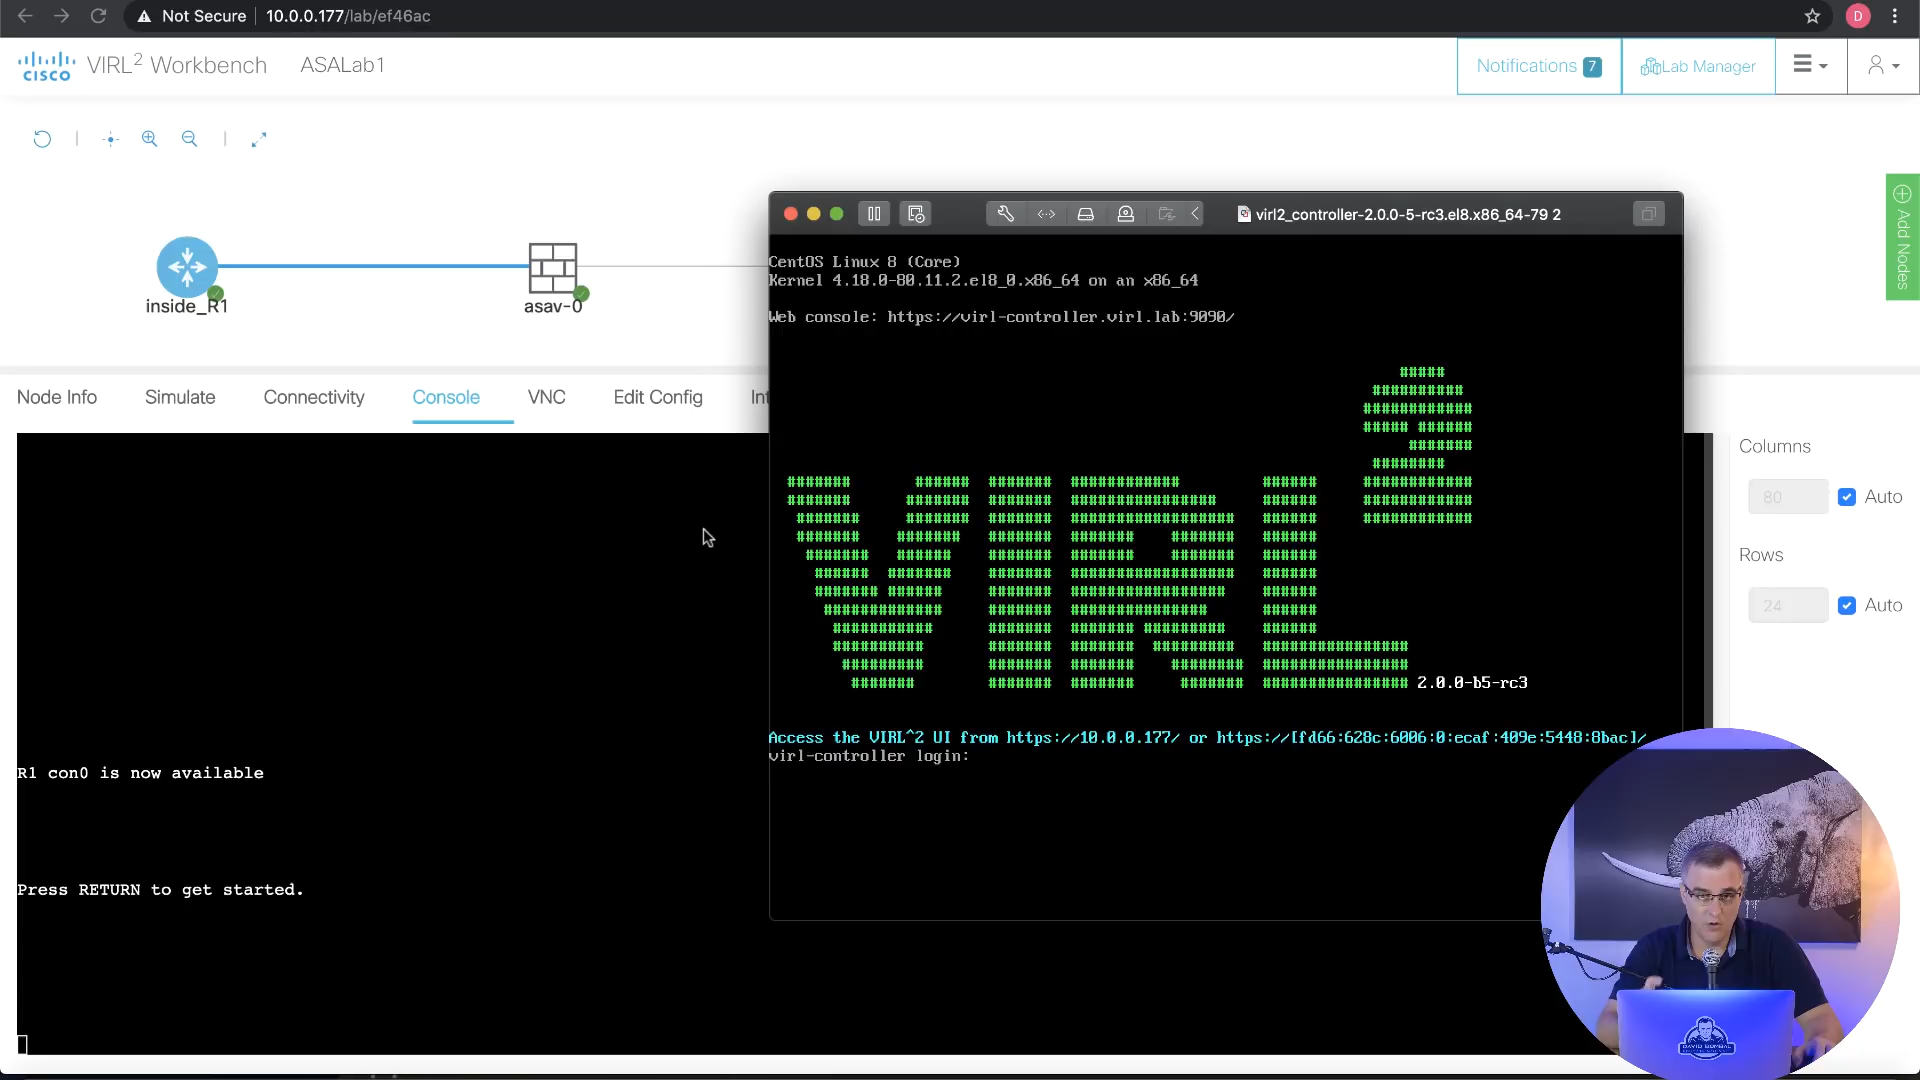 Not Secure
10.0.0.177/lab/ef46ac
D
CISCO
VIRL2 Workbench
ASALab1
Notifications 7
Lab Manager
Add Nodes
inside_R1
asav-0
Node Info
Simulate
Connectivity
Console
VNC
Edit Config
Int
R1 con0 is now available
Press RETURN to get started.
virl2_controller-2.0.0-5-rc3.el8.x86_64-79 2
CentOS Linux 8 (Core)
Kernel 4.18.0-80.11.2.el8_0.x86_64 on an x86_64
Web console: https://virl-controller.virl.lab:9090/
VIRL2
2.0.0-b5-rc3
Access the VIRL^2 UI from https://10.0.0.177/ or https://[fd66:628c:6006:0:ecaf:409e:5448:8bac]/
virl-controller login:
Columns
80
Auto
Rows
24
Auto
DAVID BOMBAL